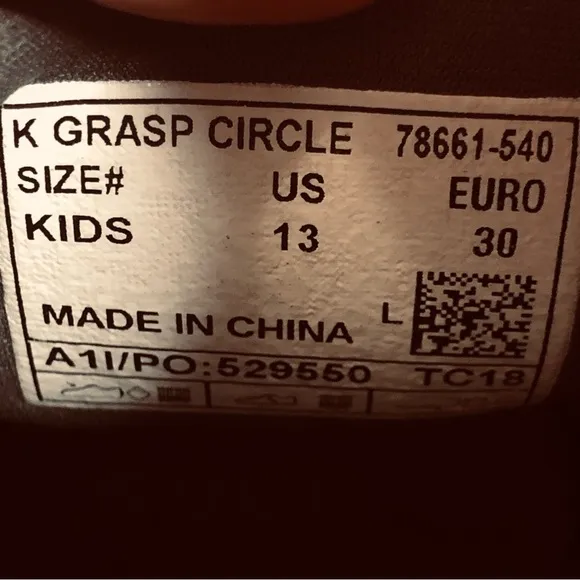 K GRASP CIRCLE 78661-540
SIZE# US EURO
KIDS 13 30
MADE IN CHINA L
A1I/PO:529550 TC18